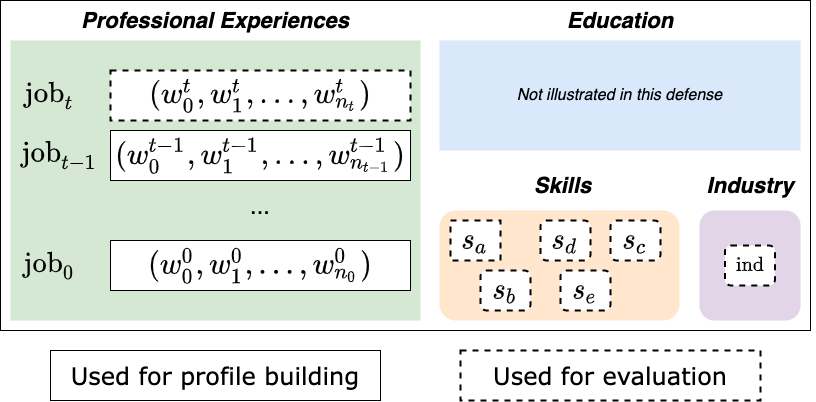 Professional Experiences
job_t (w_0^t, w_1^t, . . . , w_{n_t}^t)
job_{t−1} (w_0^{t−1}, w_1^{t−1}, . . . , w_{n_{t−1}}^{t−1})
...
job_0 (w_0^0, w_1^0, . . . , w_{n_0}^0)
Education
Not illustrated in this defense
Skills
s_a s_d s_c
s_b s_e
Industry
ind
Used for profile building
Used for evaluation